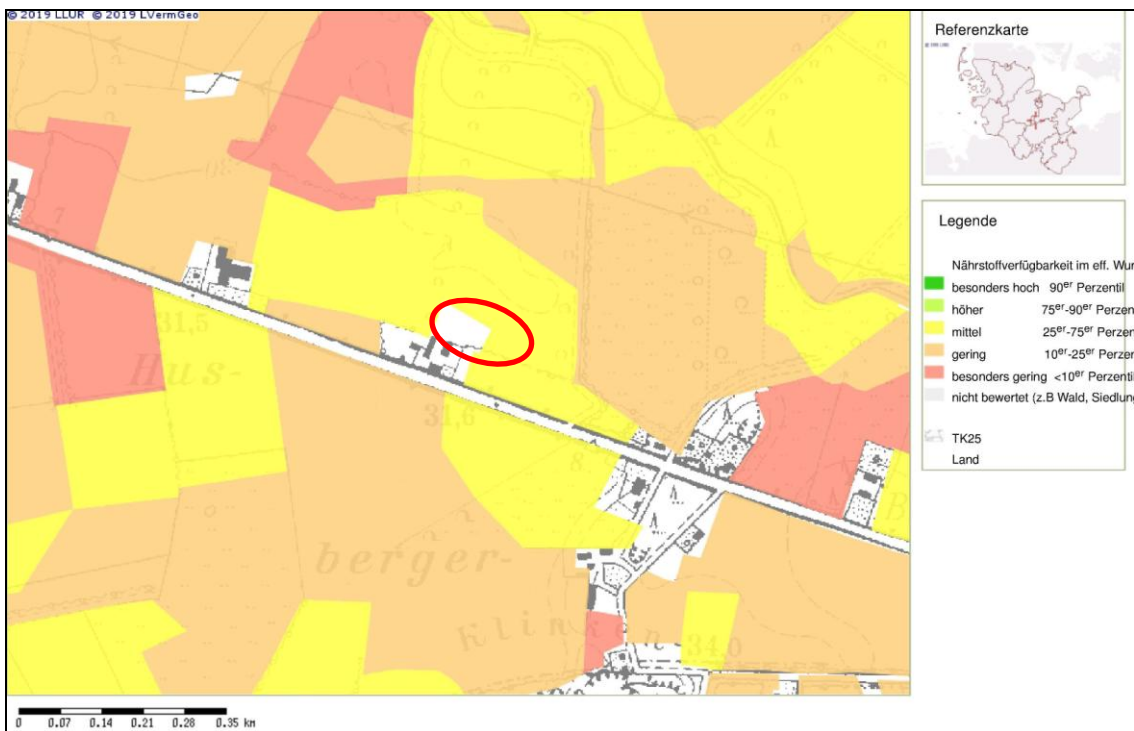 © 2019 LLUR © 2019 LVermGeo
Referenzkarte
Legende
Nährstoffverfügbarkeit im eff. Wur
besonders hoch 90er Perzentil
höher 75er-90er Perzen
mittel 25er-75er Perzen
gering 10er-25er Perzen
besonders gering <10er Perzentil
nicht bewertet (z.B Wald, Siedlung
TK25
Land
31,5
Hus-
31,6
berger-
Klinken
34,0
0 0.07 0.14 0.21 0.28 0.35 km